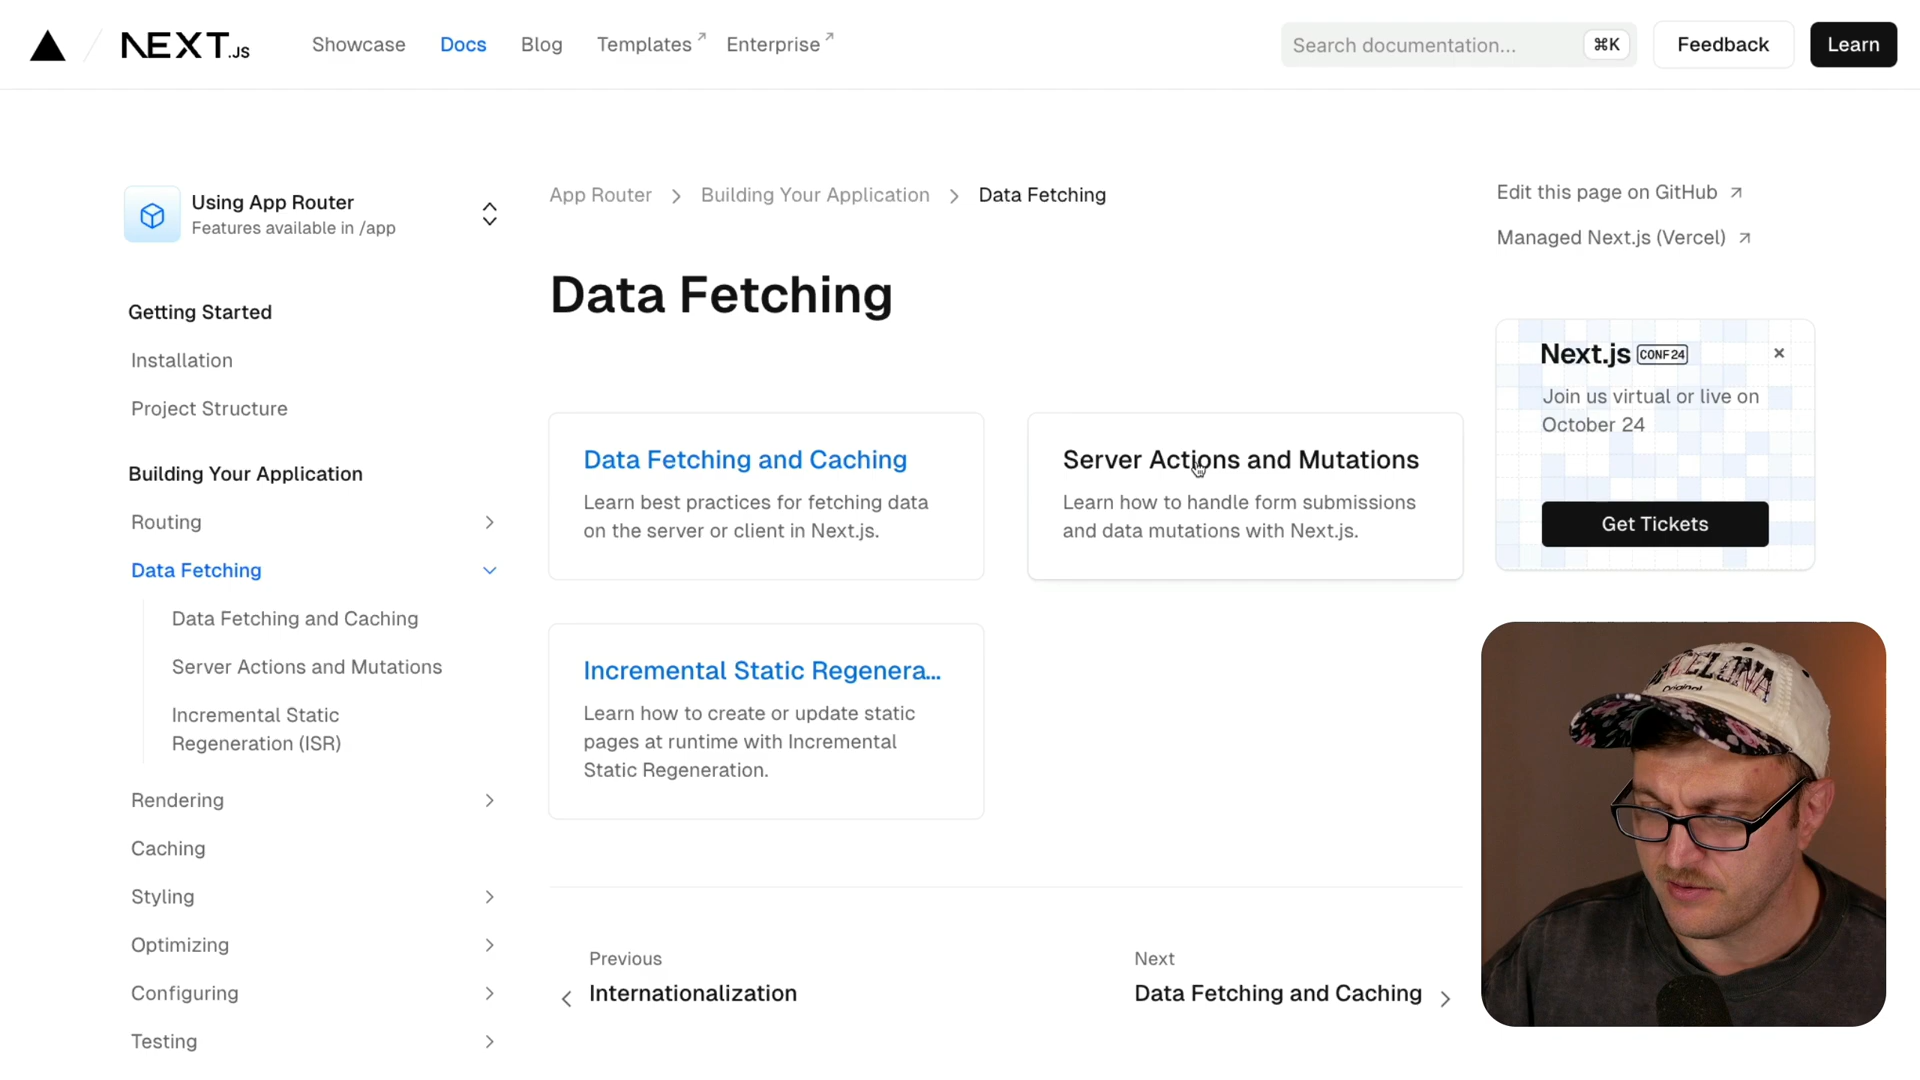 NEXT.JS
Showcase
Docs
Blog
Templates
Enterprise
Search documentation...
⌘K
Feedback
Learn
Using App Router
Features available in /app
App Router
Building Your Application
Data Fetching
Edit this page on GitHub
Managed Next.js (Vercel)
Getting Started
Installation
Project Structure
Building Your Application
Routing
Data Fetching
Data Fetching and Caching
Server Actions and Mutations
Incremental Static
Regeneration (ISR)
Rendering
Caching
Styling
Optimizing
Configuring
Testing
Data Fetching
Data Fetching and Caching
Learn best practices for fetching data
on the server or client in Next.js.
Server Actions and Mutations
Learn how to handle form submissions
and data mutations with Next.js.
Incremental Static Regenera...
Learn how to create or update static
pages at runtime with Incremental
Static Regeneration.
Previous
Internationalization
Next
Data Fetching and Caching
Next.js CONF24
Join us virtual or live on
October 24
Get Tickets
Original